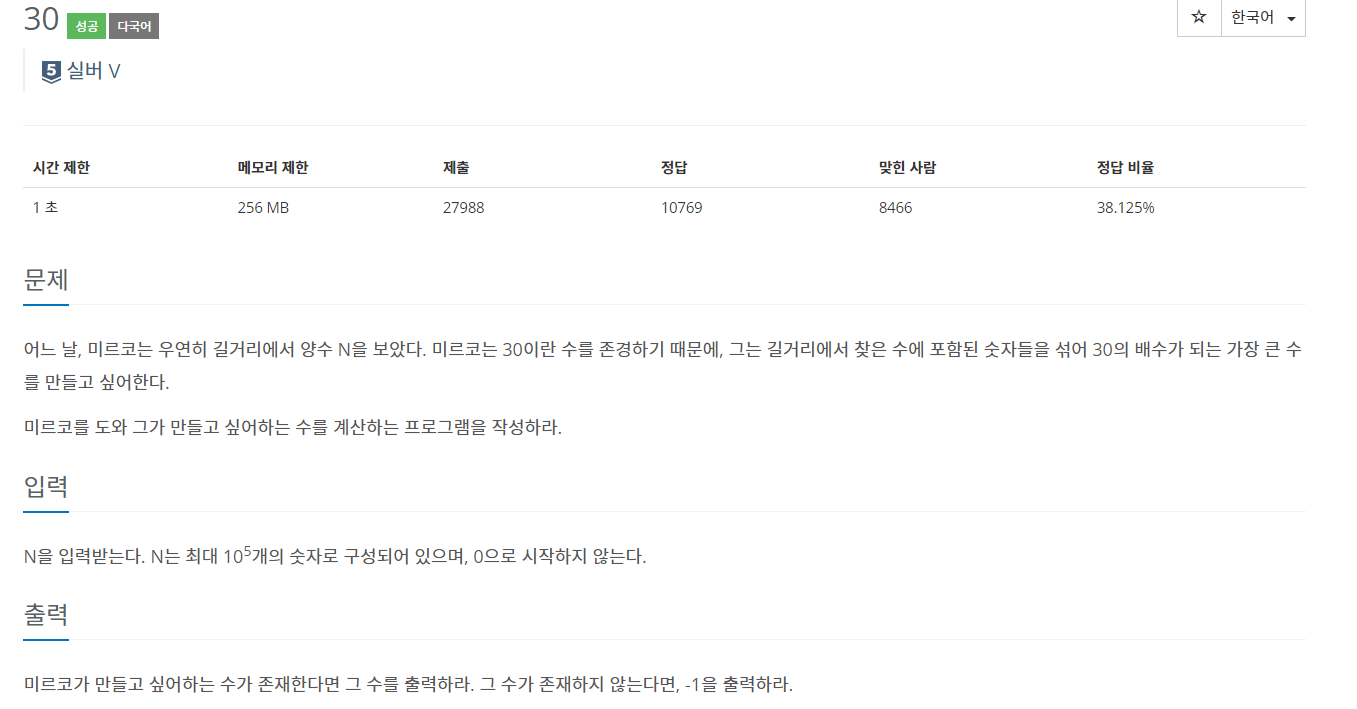 30 성공 다국어
☆ 한국어
5 실버 V
시간 제한 메모리 제한 제출 정답 맞힌 사람 정답 비율
1 초 256 MB 27988 10769 8466 38.125%
문제
어느 날, 미르코는 우연히 길거리에서 양수 N을 보았다. 미르코는 30이란 수를 존경하기 때문에, 그는 길거리에서 찾은 수에 포함된 숫자들을 섞어 30의 배수가 되는 가장 큰 수
를 만들고 싶어한다.
미르코를 도와 그가 만들고 싶어하는 수를 계산하는 프로그램을 작성하라.
입력
N을 입력받는다. N는 최대 10⁵개의 숫자로 구성되어 있으며, 0으로 시작하지 않는다.
출력
미르코가 만들고 싶어하는 수가 존재한다면 그 수를 출력하라. 그 수가 존재하지 않는다면, -1을 출력하라.